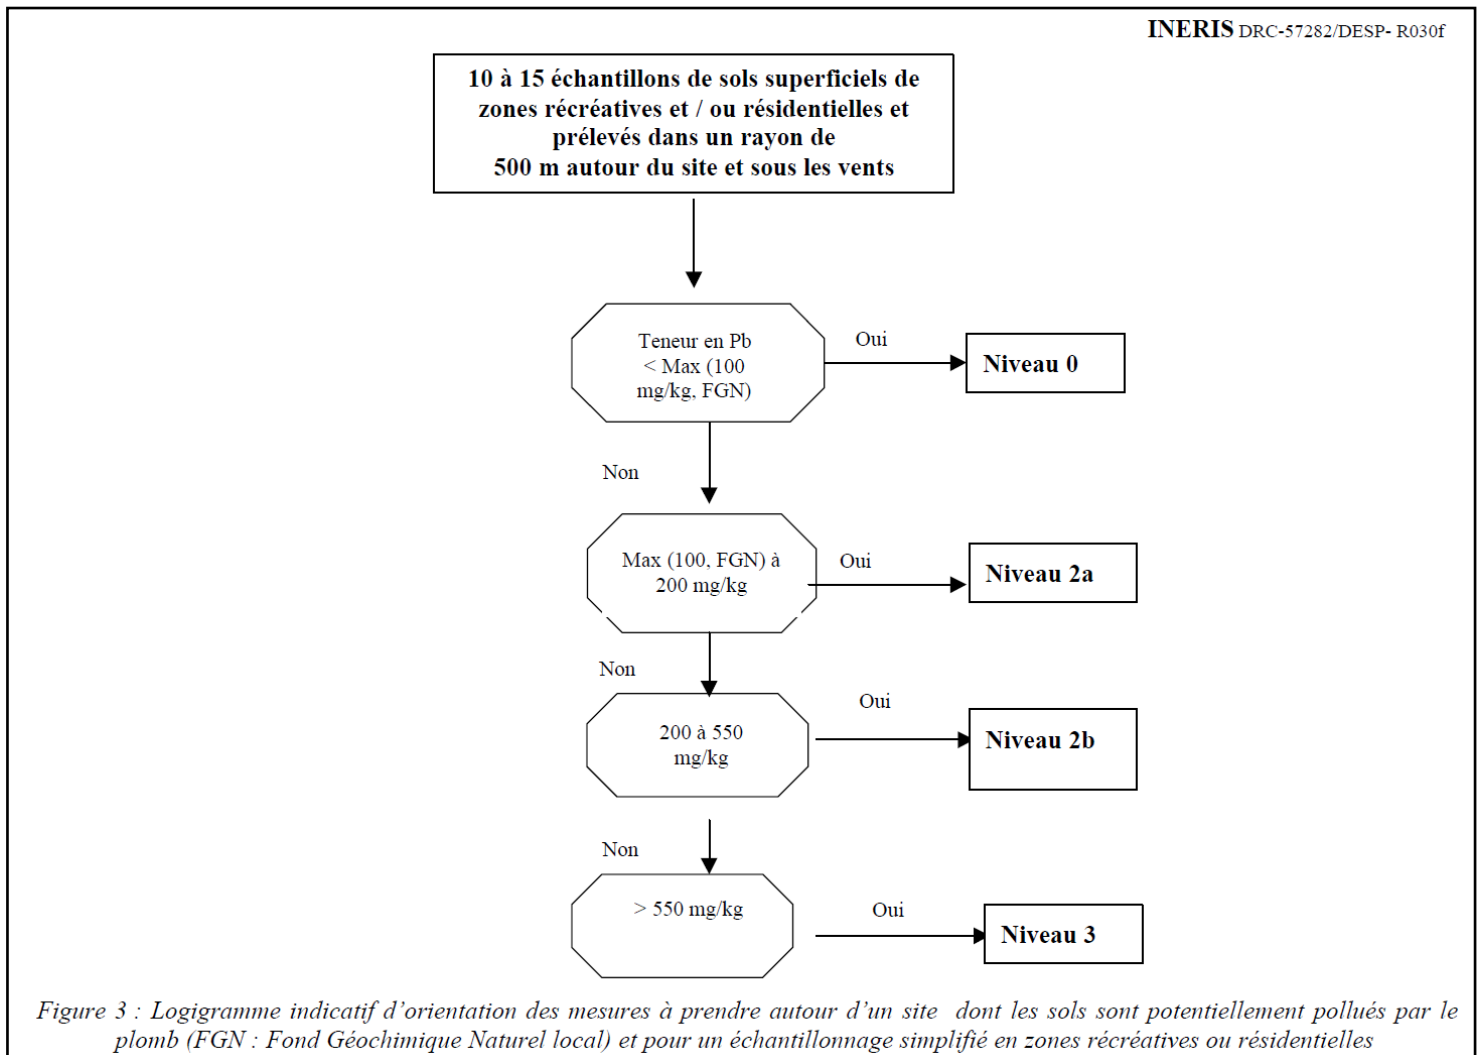 INERIS DRC-57282/DESP- R030f
10 à 15 échantillons de sols superficiels de
zones récréatives et / ou résidentielles et
prélevés dans un rayon de
500 m autour du site et sous les vents
Teneur en Pb
< Max (100
mg/kg, FGN)
Oui
Niveau 0
Non
Max (100, FGN) à
200 mg/kg
Oui
Niveau 2a
Non
200 à 550
mg/kg
Oui
Niveau 2b
Non
> 550 mg/kg
Oui
Niveau 3
Figure 3 : Logigramme indicatif d'orientation des mesures à prendre autour d'un site dont les sols sont potentiellement pollués par le
plomb (FGN : Fond Géochimique Naturel local) et pour un échantillonnage simplifié en zones récréatives ou résidentielles